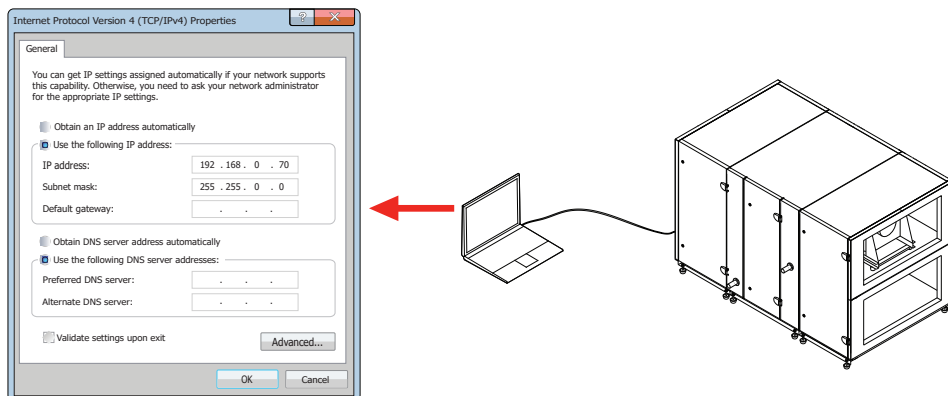 Internet Protocol Version 4 (TCP/IPv4) Properties
General
You can get IP settings assigned automatically if your network supports
this capability. Otherwise, you need to ask your network administrator
for the appropriate IP settings.
Obtain an IP address automatically
Use the following IP address:
IP address: 192 . 168 . 0 . 70
Subnet mask: 255 . 255 . 0 . 0
Default gateway: . . .
Obtain DNS server address automatically
Use the following DNS server addresses:
Preferred DNS server: . . .
Alternate DNS server: . . .
Validate settings upon exit
Advanced...
OK Cancel